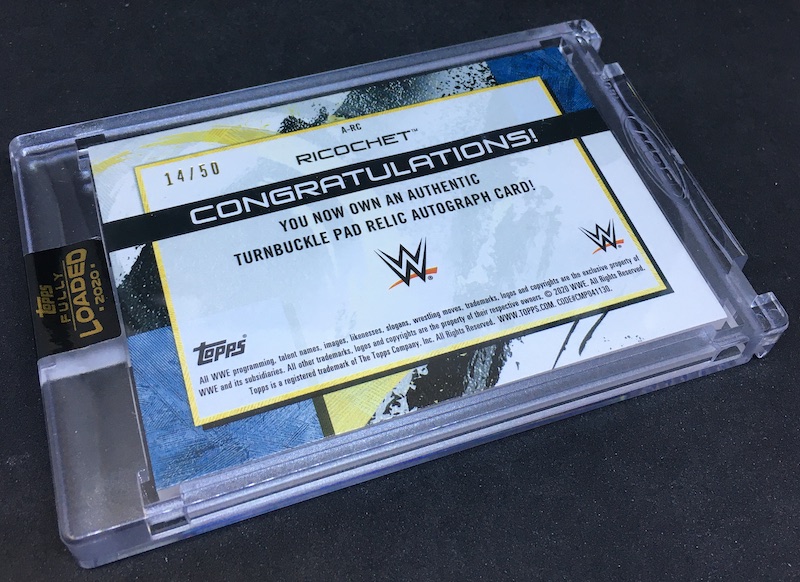 A-RC
RICOCHET™
14/50
CONGRATULATIONS!
YOU NOW OWN AN AUTHENTIC
TURNBUCKLE PAD RELIC AUTOGRAPH CARD!
W®
W®
topps®
All WWE programming, talent names, images, likenesses, slogans, wrestling moves, trademarks, logos and copyrights are the exclusive property of
WWE and its subsidiaries. All other trademarks, logos and copyrights are the property of their respective owners. © 2020 WWE. All Rights Reserved.
Topps is a registered trademark of The Topps Company, Inc. All Rights Reserved. WWW.TOPPS.COM. CODE#CMP041130.
topps
FULLY
LOADED
2020